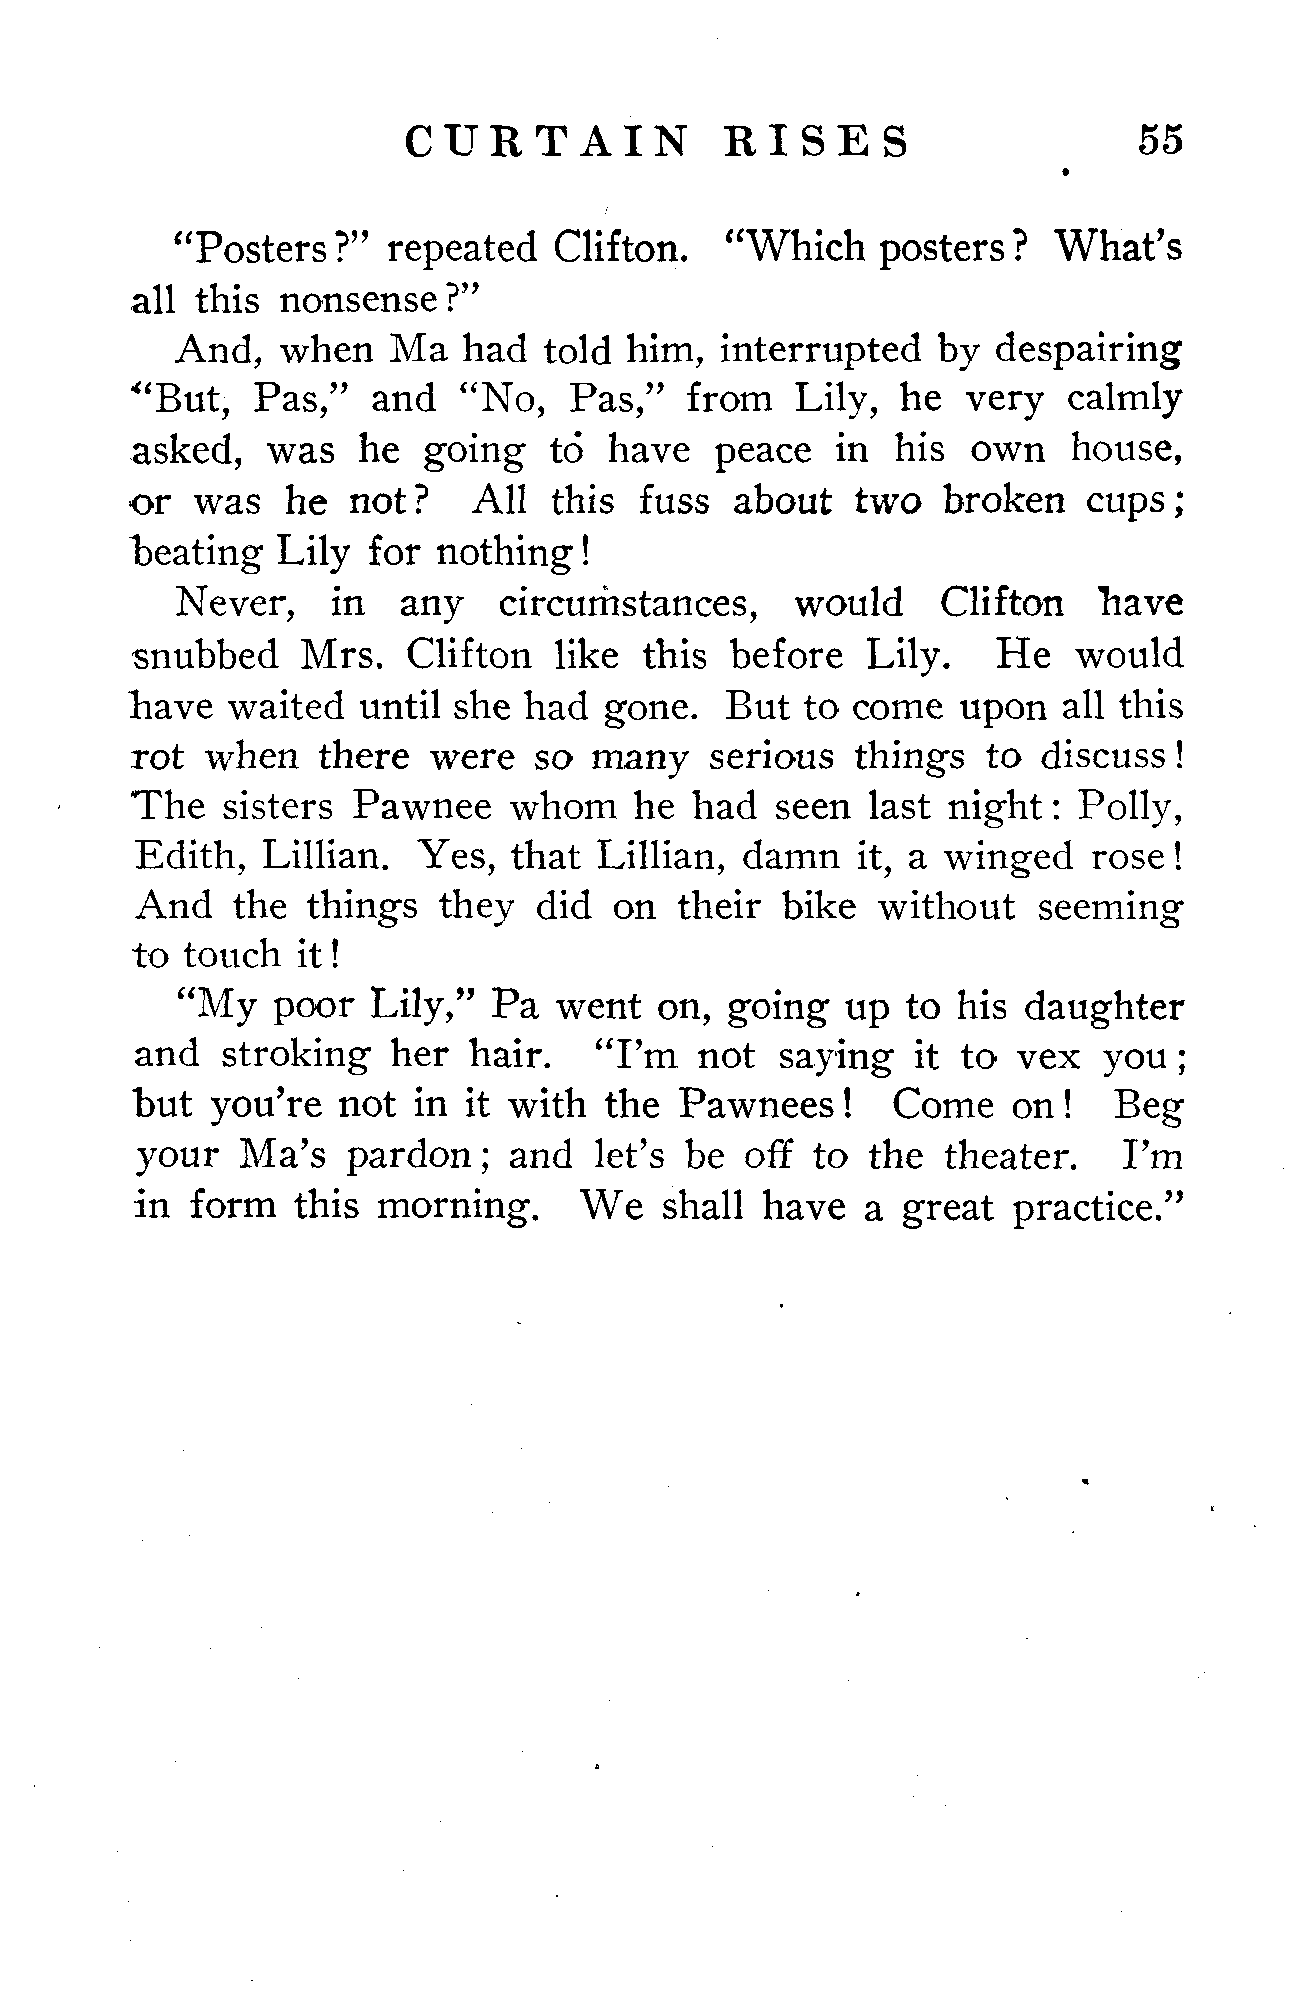 CURTAIN RISES 55
“Posters?” repeated Clifton. “Which posters? What’s
all this nonsense?”
And, when Ma had told him, interrupted by despairing
“But, Pas,” and “No, Pas,” from Lily, he very calmly
asked, was he going to have peace in his own house,
or was he not? All this fuss about two broken cups;
beating Lily for nothing!
Never, in any circumstances, would Clifton have
snubbed Mrs. Clifton like this before Lily. He would
have waited until she had gone. But to come upon all this
rot when there were so many serious things to discuss!
The sisters Pawnee whom he had seen last night: Polly,
Edith, Lillian. Yes, that Lillian, damn it, a winged rose!
And the things they did on their bike without seeming
to touch it!
“My poor Lily,” Pa went on, going up to his daughter
and stroking her hair. “I’m not saying it to vex you;
but you’re not in it with the Pawnees! Come on! Beg
your Ma’s pardon; and let’s be off to the theater. I’m
in form this morning. We shall have a great practice.”